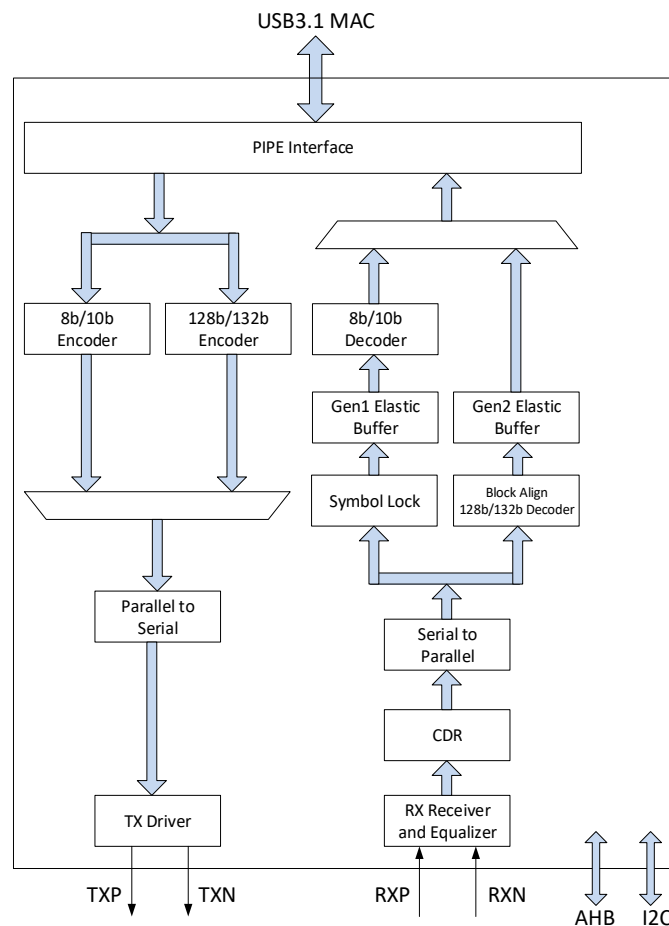 USB3.1 MAC
PIPE Interface
8b/10b
Encoder
128b/132b
Encoder
8b/10b
Decoder
Gen1 Elastic
Buffer
Gen2 Elastic
Buffer
Symbol Lock
Block Align
128b/132b Decoder
Parallel to
Serial
Serial to
Parallel
CDR
TX Driver
RX Receiver
and Equalizer
TXP
TXN
RXP
RXN
AHB
I2C